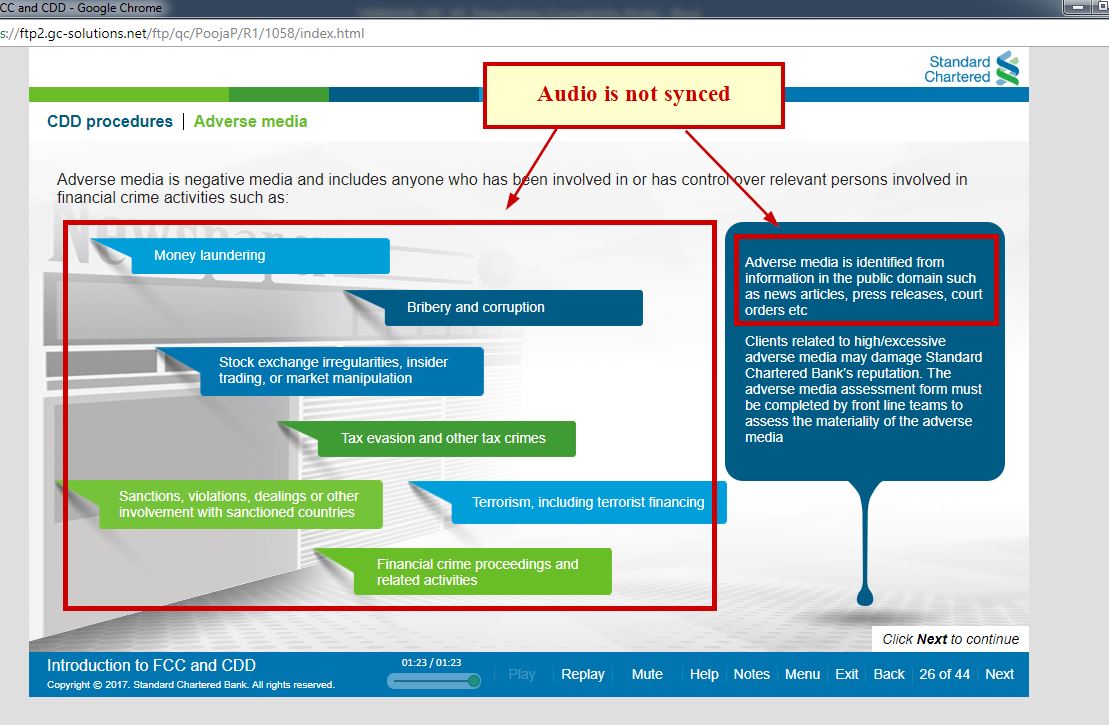 CC and CDD - Google Chrome
s://ftp2.gc-solutions.net/ftp/qc/PoojaP/R1/1058/index.html
Standard
Chartered
Audio is not synced
CDD procedures | Adverse media
Adverse media is negative media and includes anyone who has been involved in or has control over relevant persons involved in
financial crime activities such as:
Newspaper
Money laundering
Bribery and corruption
Stock exchange irregularities, insider
trading, or market manipulation
Tax evasion and other tax crimes
Sanctions, violations, dealings or other
involvement with sanctioned countries
Terrorism, including terrorist financing
Financial crime proceedings and
related activities
Adverse media is identified from
information in the public domain such
as news articles, press releases, court
orders etc
Clients related to high/excessive
adverse media may damage Standard
Chartered Bank's reputation. The
adverse media assessment form must
be completed by front line teams to
assess the materiality of the adverse
media
Click Next to continue
Introduction to FCC and CDD
Copyright © 2017. Standard Chartered Bank. All rights reserved.
01:23 / 01:23
Play Replay Mute Help Notes Menu Exit Back 26 of 44 Next